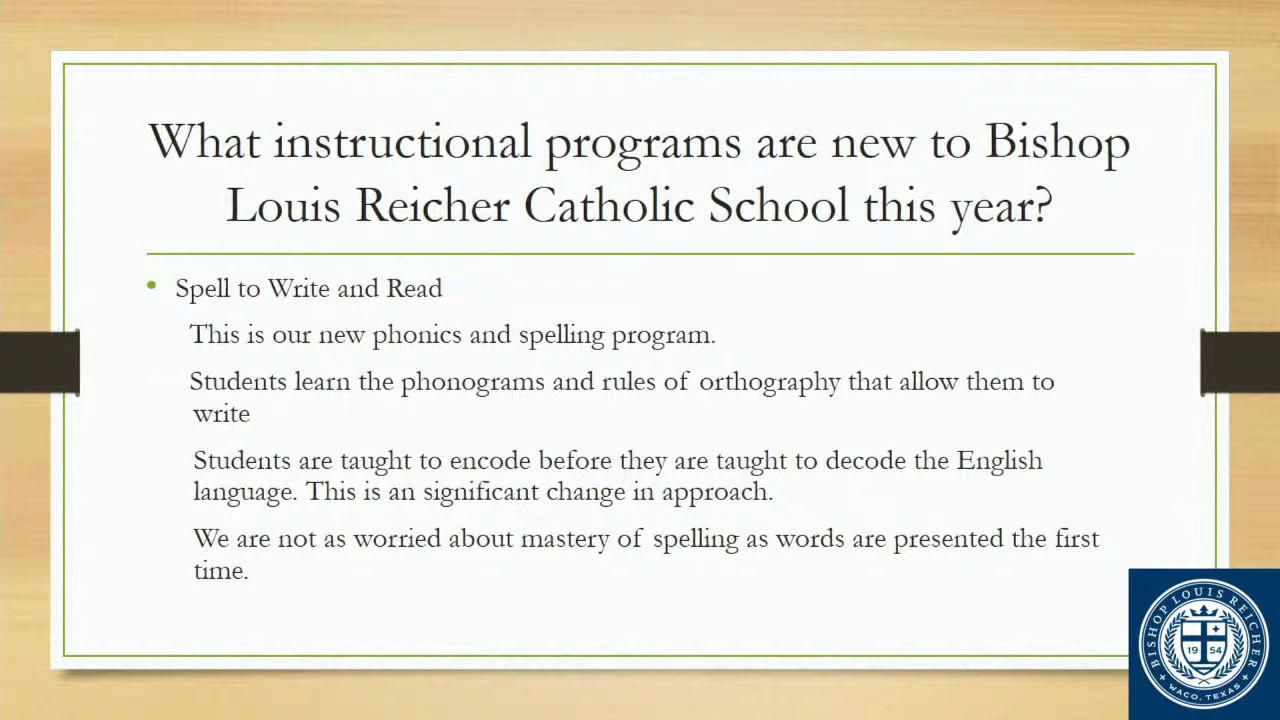 What instructional programs are new to Bishop
Louis Reicher Catholic School this year?
• Spell to Write and Read
This is our new phonics and spelling program.
Students learn the phonograms and rules of orthography that allow them to
write
Students are taught to encode before they are taught to decode the English
language. This is an significant change in approach.
We are not as worried about mastery of spelling as words are presented the first
time.
BISHOP LOUIS REICHER
19 54
WACO, TEXAS